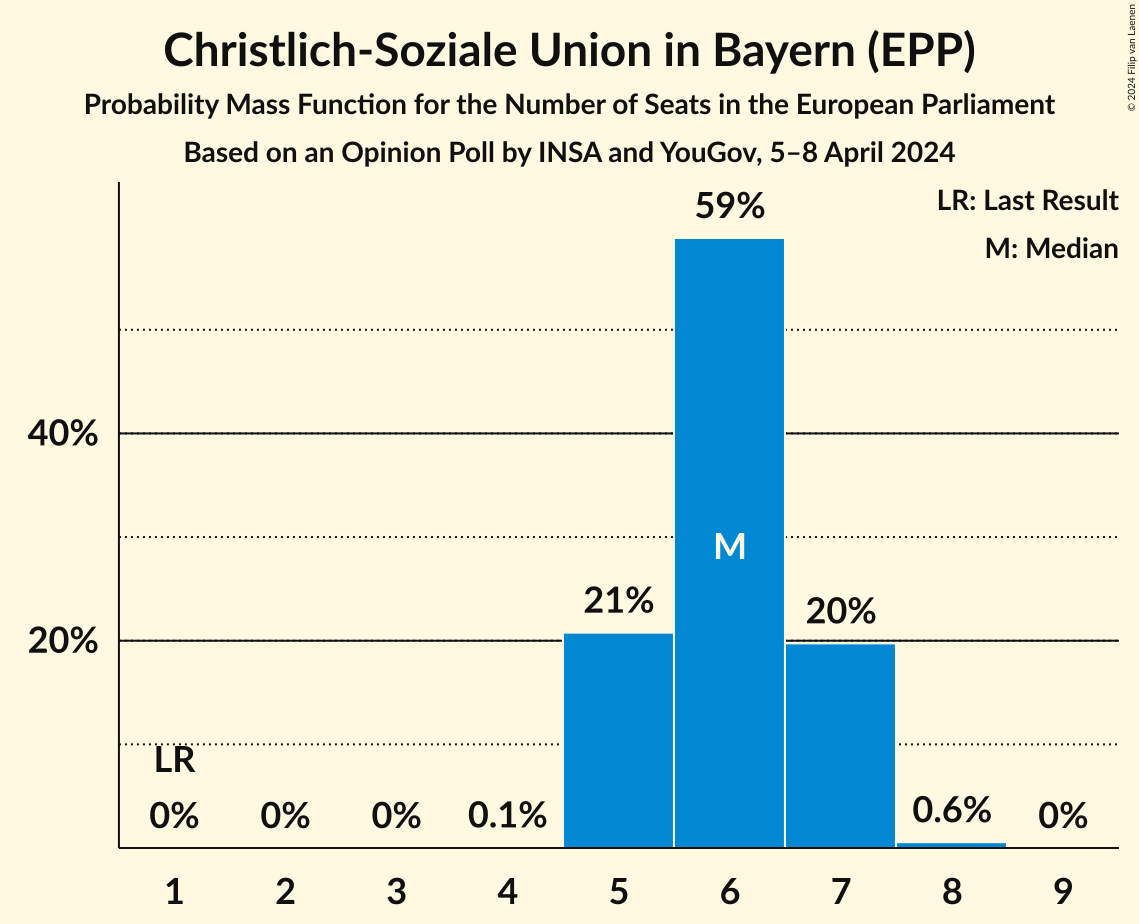 Christlich-Soziale Union in Bayern (EPP)
Probability Mass Function for the Number of Seats in the European Parliament
Based on an Opinion Poll by INSA and YouGov, 5–8 April 2024
© 2024 Filip van Laenen
LR: Last Result
M: Median
59%
40%
M
21%
20%
20%
LR
0%
0%
0%
0.1%
0.6%
0%
1 2 3 4 5 6 7 8 9